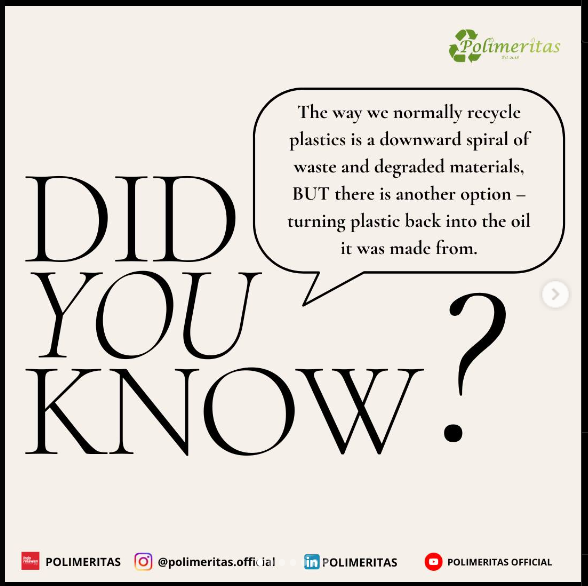 Polimeritas
The way we normally recycle
plastics is a downward spiral of
waste and degraded materials,
BUT there is another option –
turning plastic back into the oil
it was made from.
DID
YOU
KNOW ?
POLIMERITAS
@polimeritas.official
in POLIMERITAS
POLIMERITAS OFFICIAL